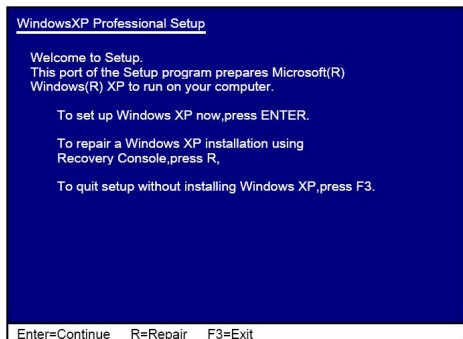 WindowsXP Professional Setup
Welcome to Setup.
This port of the Setup program prepares Microsoft(R)
Windows(R) XP to run on your computer.
To set up Windows XP now,press ENTER.
To repair a Windows XP installation using
Recovery Console,press R,
To quit setup without installing Windows XP,press F3.
Enter=Continue R=Repair F3=Exit